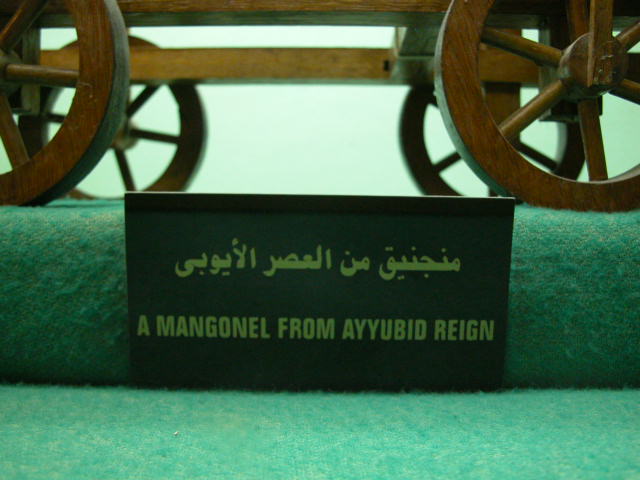 منجنيق من العصر الأيوبى
A MANGONEL FROM AYYUBID REIGN